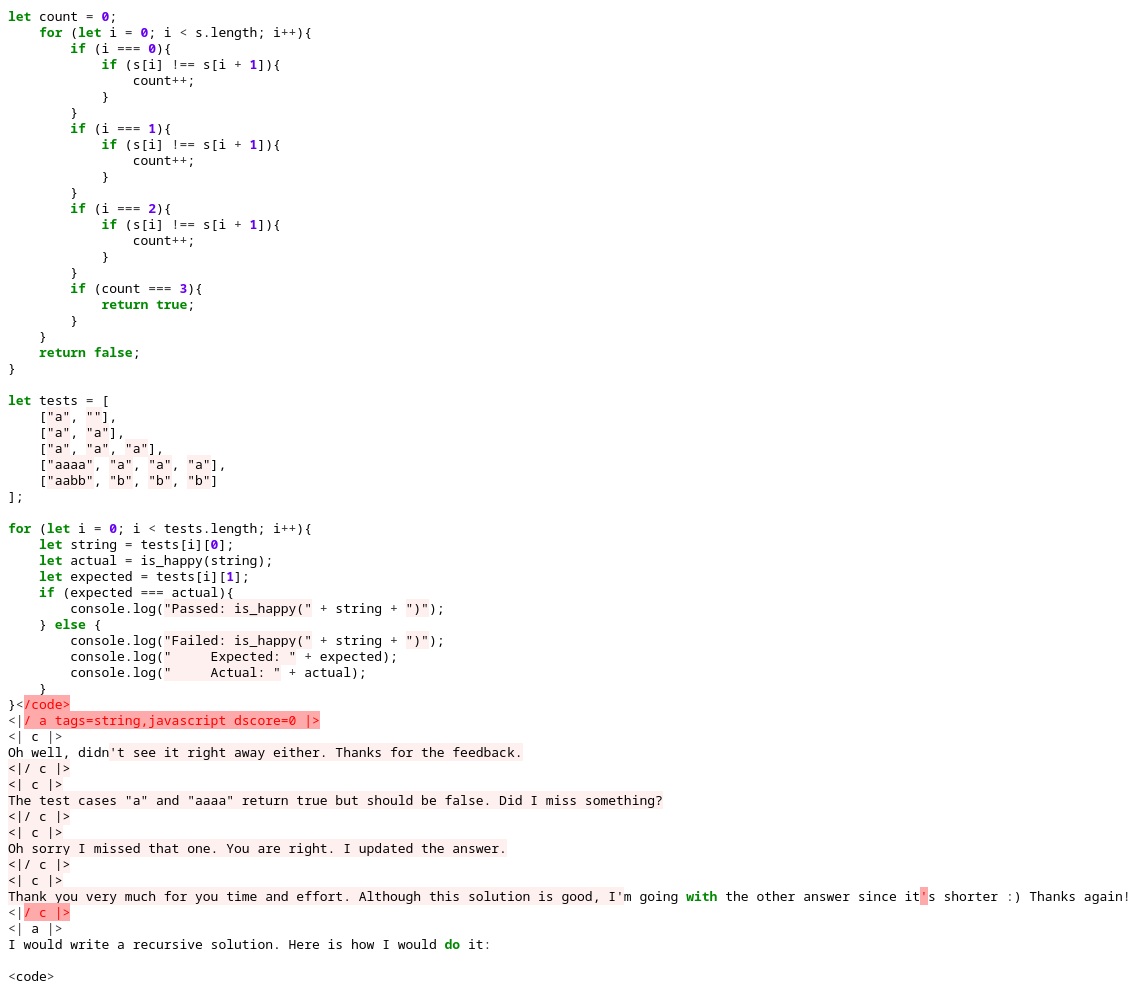 let count = 0;
    for (let i = 0; i < s.length; i++){
        if (i === 0){
            if (s[i] !== s[i + 1]){
                count++;
            }
        }
        if (i === 1){
            if (s[i] !== s[i + 1]){
                count++;
            }
        }
        if (i === 2){
            if (s[i] !== s[i + 1]){
                count++;
            }
        }
        if (count === 3){
            return true;
        }
    }
    return false;
}

let tests = [
    ["a", ""],
    ["a", "a"],
    ["a", "a", "a"],
    ["aaaa", "a", "a", "a"],
    ["aabb", "b", "b", "b"]
];

for (let i = 0; i < tests.length; i++){
    let string = tests[i][0];
    let actual = is_happy(string);
    let expected = tests[i][1];
    if (expected === actual){
        console.log("Passed: is_happy(" + string + ")");
    } else {
        console.log("Failed: is_happy(" + string + ")");
        console.log("     Expected: " + expected);
        console.log("     Actual: " + actual);
    }
}</code>
<|/ a tags=string,javascript dscore=0 |>
<| c |>
Oh well, didn't see it right away either. Thanks for the feedback.
<|/ c |>
<| c |>
The test cases "a" and "aaaa" return true but should be false. Did I miss something?
<|/ c |>
<| c |>
Oh sorry I missed that one. You are right. I updated the answer.
<|/ c |>
<| c |>
Thank you very much for you time and effort. Although this solution is good, I'm going with the other answer since it's shorter :) Thanks again!
<|/ c |>
<| a |>
I would write a recursive solution. Here is how I would do it:

<code>